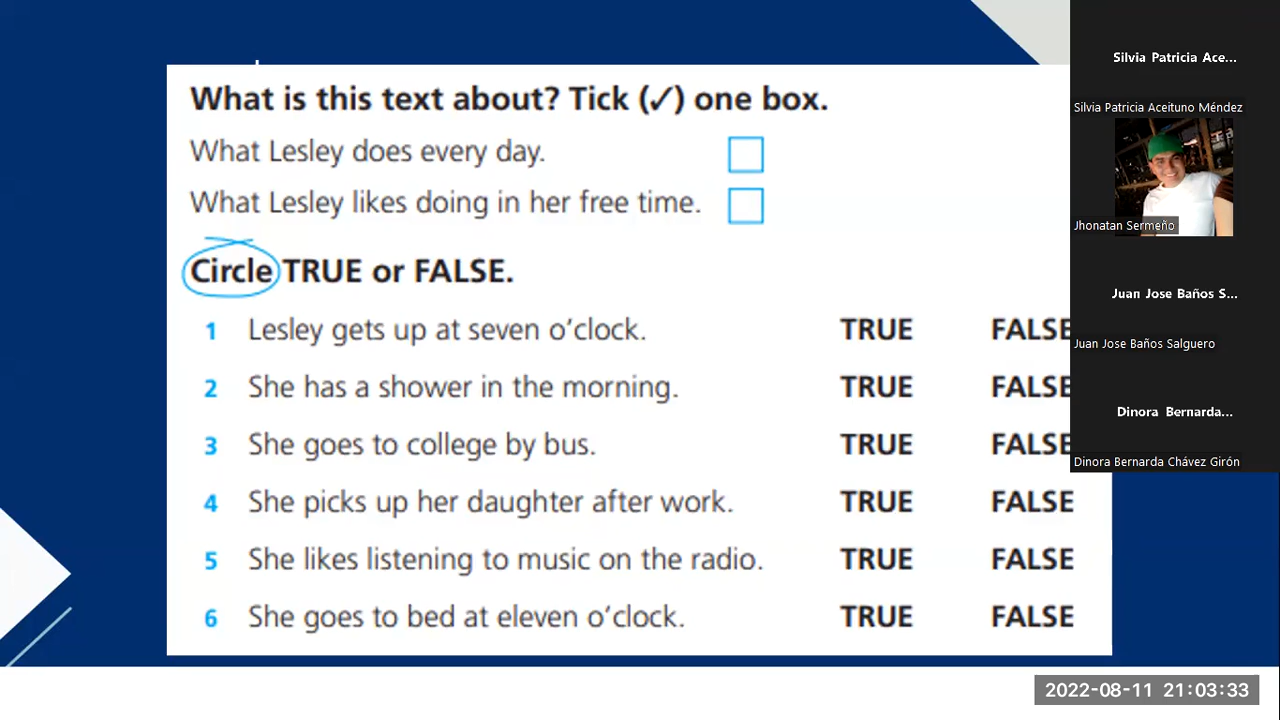 What is this text about? Tick (✓) one box.
What Lesley does every day.
What Lesley likes doing in her free time.
Circle TRUE or FALSE.
1 Lesley gets up at seven o'clock. TRUE FALSE
2 She has a shower in the morning. TRUE FALSE
3 She goes to college by bus. TRUE FALSE
4 She picks up her daughter after work. TRUE FALSE
5 She likes listening to music on the radio. TRUE FALSE
6 She goes to bed at eleven o'clock. TRUE FALSE
Silvia Patricia Ace...
Silvia Patricia Aceituno Méndez
Jhonatan Sermeño
Juan Jose Baños S...
Juan Jose Baños Salguero
Dinora Bernarda...
Dinora Bernarda Chávez Girón
2022-08-11 21:03:33